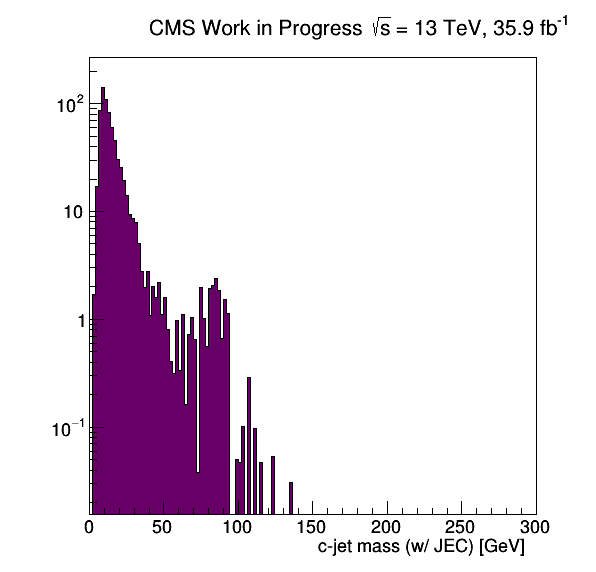 CMS Work in Progress √s = 13 TeV, 35.9 fb⁻¹
10²
10
1
10⁻¹
0 50 100 150 200 250 300
c-jet mass (w/ JEC) [GeV]